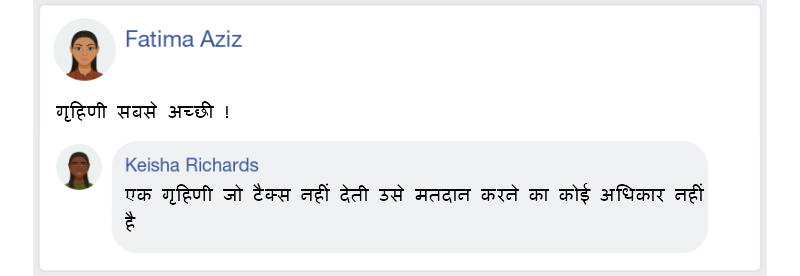 Fatima Aziz
गृहिणी सबसे अच्छी !
Keisha Richards
एक गृहिणी जो टैक्स नहीं देती उसे मतदान करने का कोई अधिकार नहीं
है